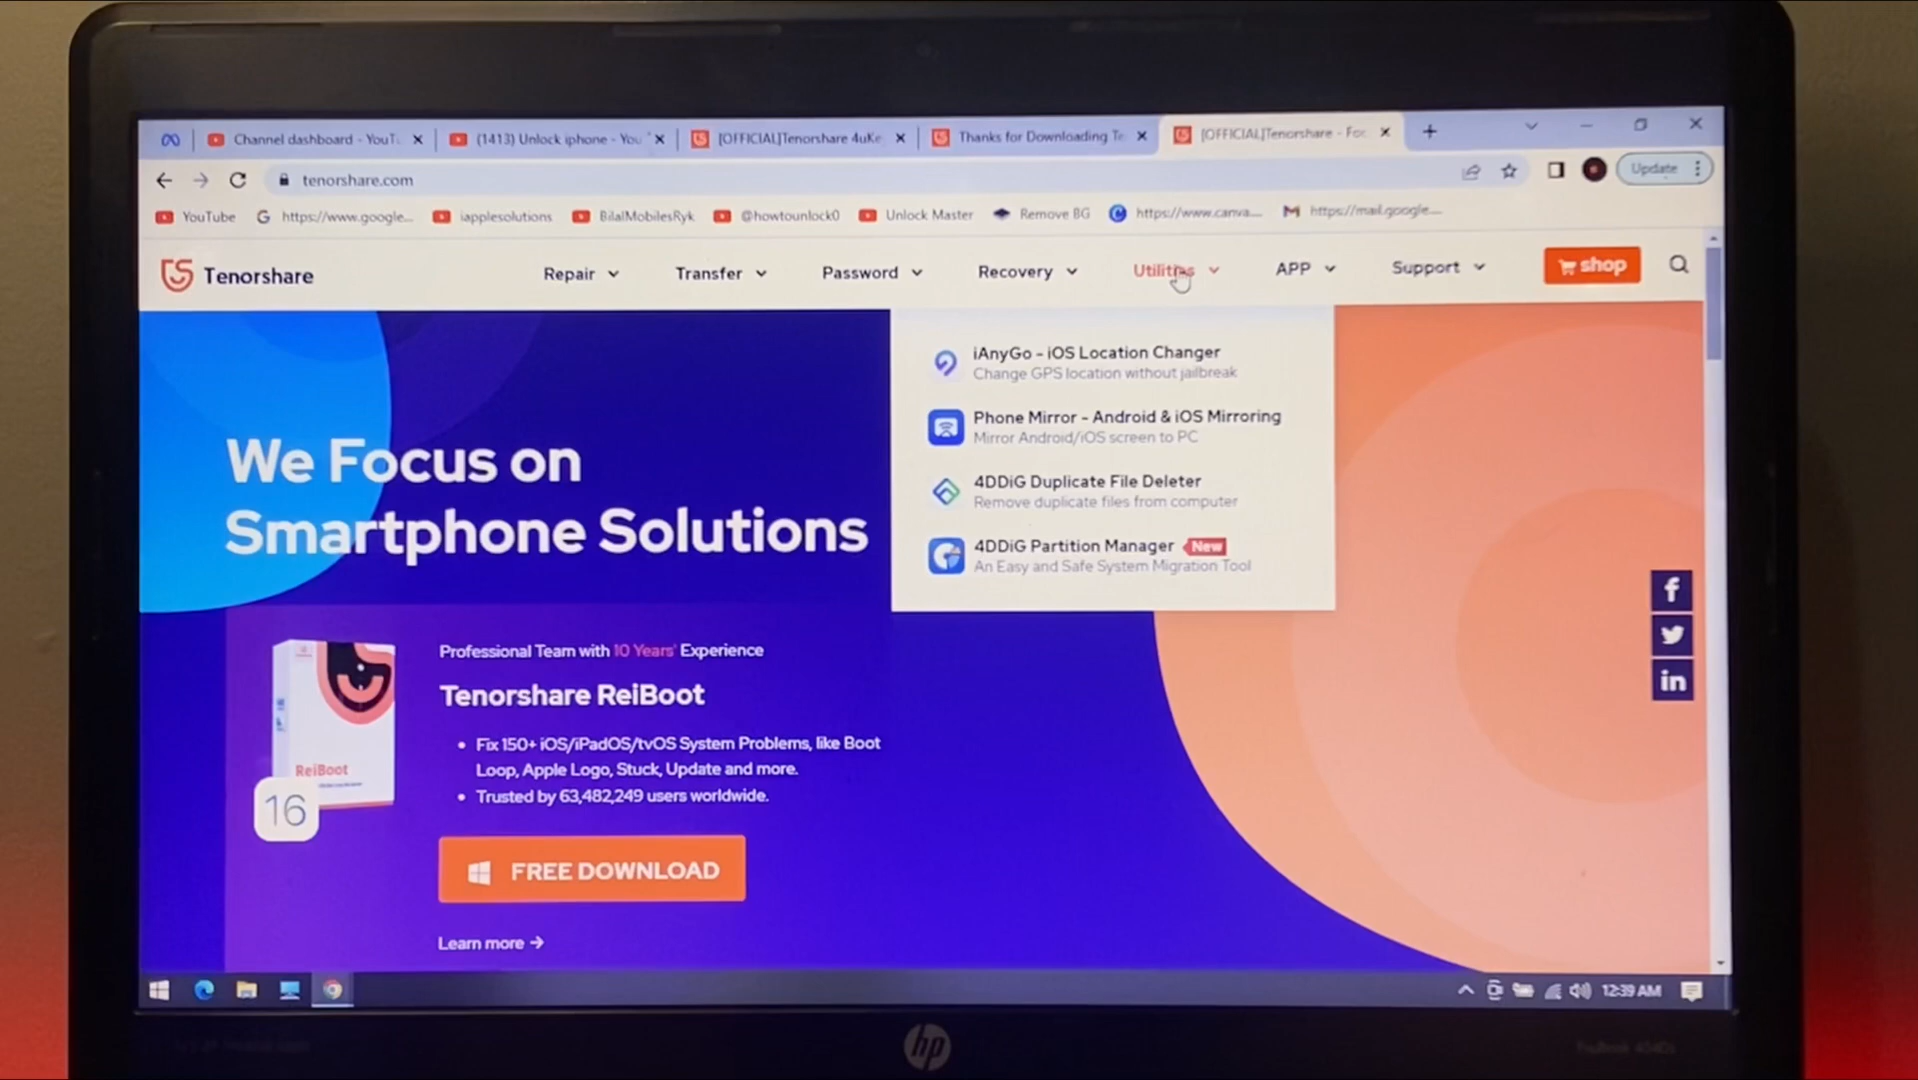 Channel dashboard - YouTu
(1413) Unlock iphone - You
[OFFICIAL]Tenorshare 4uKe
Thanks for Downloading Te
[OFFICIAL]Tenorshare - Foc
tenorshare.com
Update
YouTube
https://www.google...
iapplesolutions
BilalMobilesRyk
@howtounlock0
Unlock Master
Remove BG
https://www.canva....
https://mail.google....
Tenorshare
Repair
Transfer
Password
Recovery
Utilities
APP
Support
shop
iAnyGo - iOS Location Changer
Change GPS location without jailbreak
Phone Mirror - Android & iOS Mirroring
Mirror Android/iOS screen to PC
4DDiG Duplicate File Deleter
Remove duplicate files from computer
4DDiG Partition Manager New
An Easy and Safe System Migration Tool
We Focus on
Smartphone Solutions
Professional Team with 10 Years' Experience
Tenorshare ReiBoot
• Fix 150+ iOS/iPadOS/tvOS System Problems, like Boot
Loop, Apple Logo, Stuck, Update and more.
• Trusted by 63,482,249 users worldwide.
ReiBoot
16
FREE DOWNLOAD
Learn more →
f
in
12:39 AM
hp